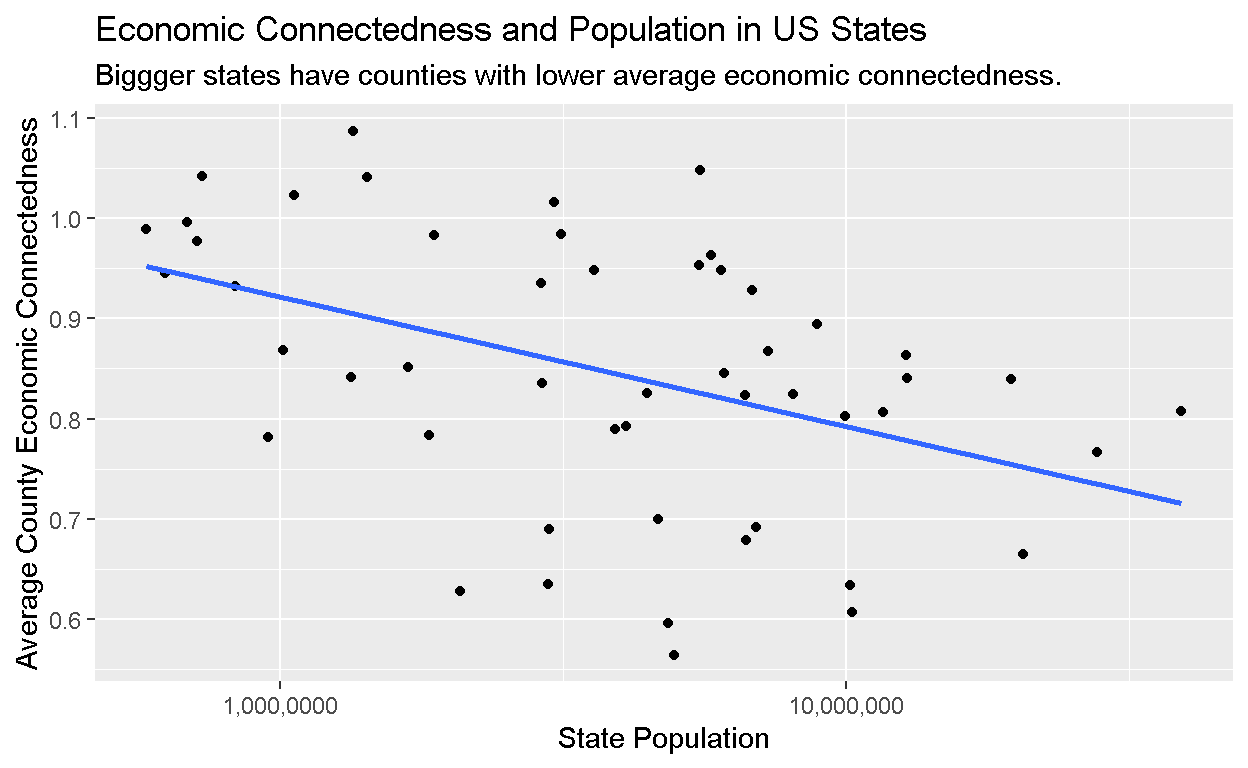 Economic Connectedness and Population in US States
Biggger states have counties with lower average economic connectedness.
Average County Economic Connectedness
1.1
1.0
0.9
0.8
0.7
0.6
1,000,0000
10,000,000
State Population